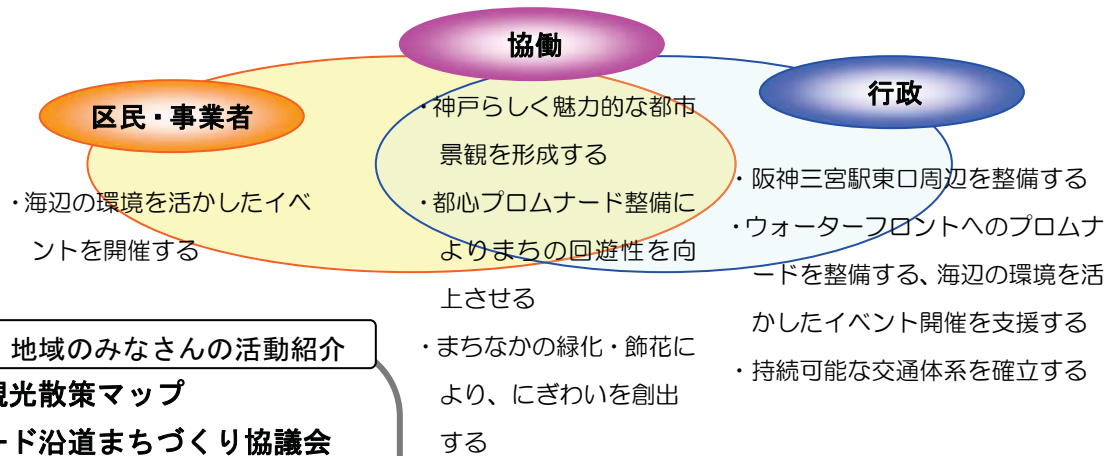 協働
区民・事業者
行政
・海辺の環境を活かしたイベ
ントを開催する
・神戸らしく魅力的な都市
景観を形成する
・都心プロムナード整備に
よりまちの回遊性を向
上させる
・まちなかの緑化・飾花に
より、にぎわいを創出
する
・阪神三宮駅東口周辺を整備する
・ウォーターフロントへのプロムナ
ードを整備する、海辺の環境を活
かしたイベント開催を支援する
・持続可能な交通体系を確立する
地域のみなさんの活動紹介
観光散策マップ
ード沿道まちづくり協議会